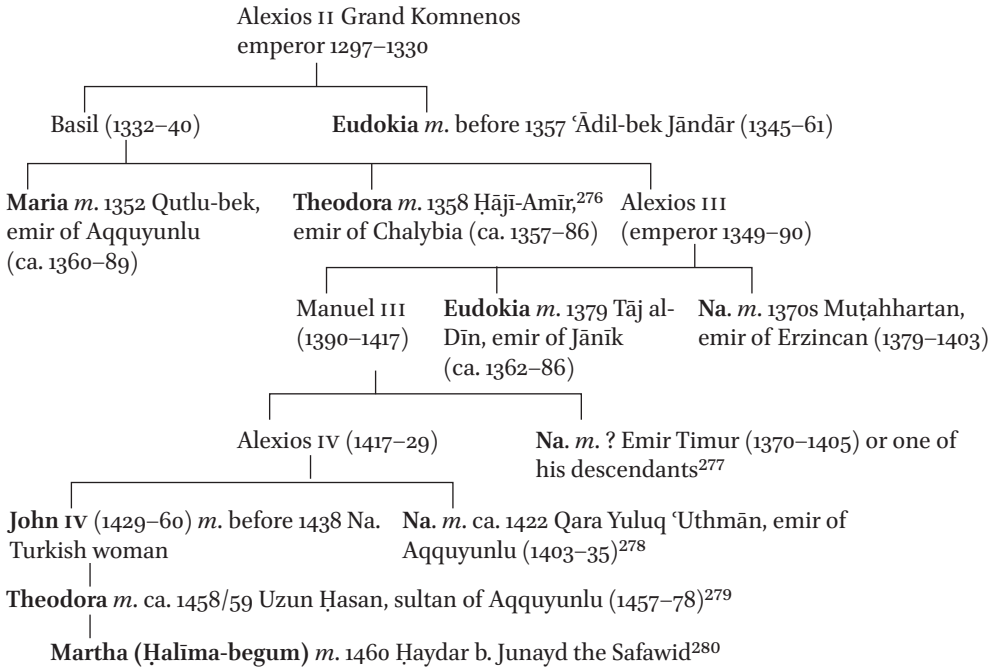 Alexios II Grand Komnenos
emperor 1297–1330
Basil (1332–40)
Eudokia m. before 1357 ʿĀdil-bek Jāndār (1345–61)
Maria m. 1352 Qutlu-bek,
emir of Aqquyunlu
(ca. 1360–89)
Theodora m. 1358 Ḥājī-Amīr,276
emir of Chalybia (ca. 1357–86)
Alexios III
(emperor 1349–90)
Manuel III
(1390–1417)
Eudokia m. 1379 Tāj al-
Dīn, emir of Jānīk
(ca. 1362–86)
Na. m. 1370s Muṭahhartan,
emir of Erzincan (1379–1403)
Alexios IV (1417–29)
Na. m. ? Emir Timur (1370–1405) or one of
his descendants277
John IV (1429–60) m. before 1438 Na.
Turkish woman
Na. m. ca. 1422 Qara Yuluq ʿUthmān, emir of
Aqquyunlu (1403–35)278
Theodora m. ca. 1458/59 Uzun Ḥasan, sultan of Aqquyunlu (1457–78)279
Martha (Ḥalīma-begum) m. 1460 Ḥaydar b. Junayd the Safawid280